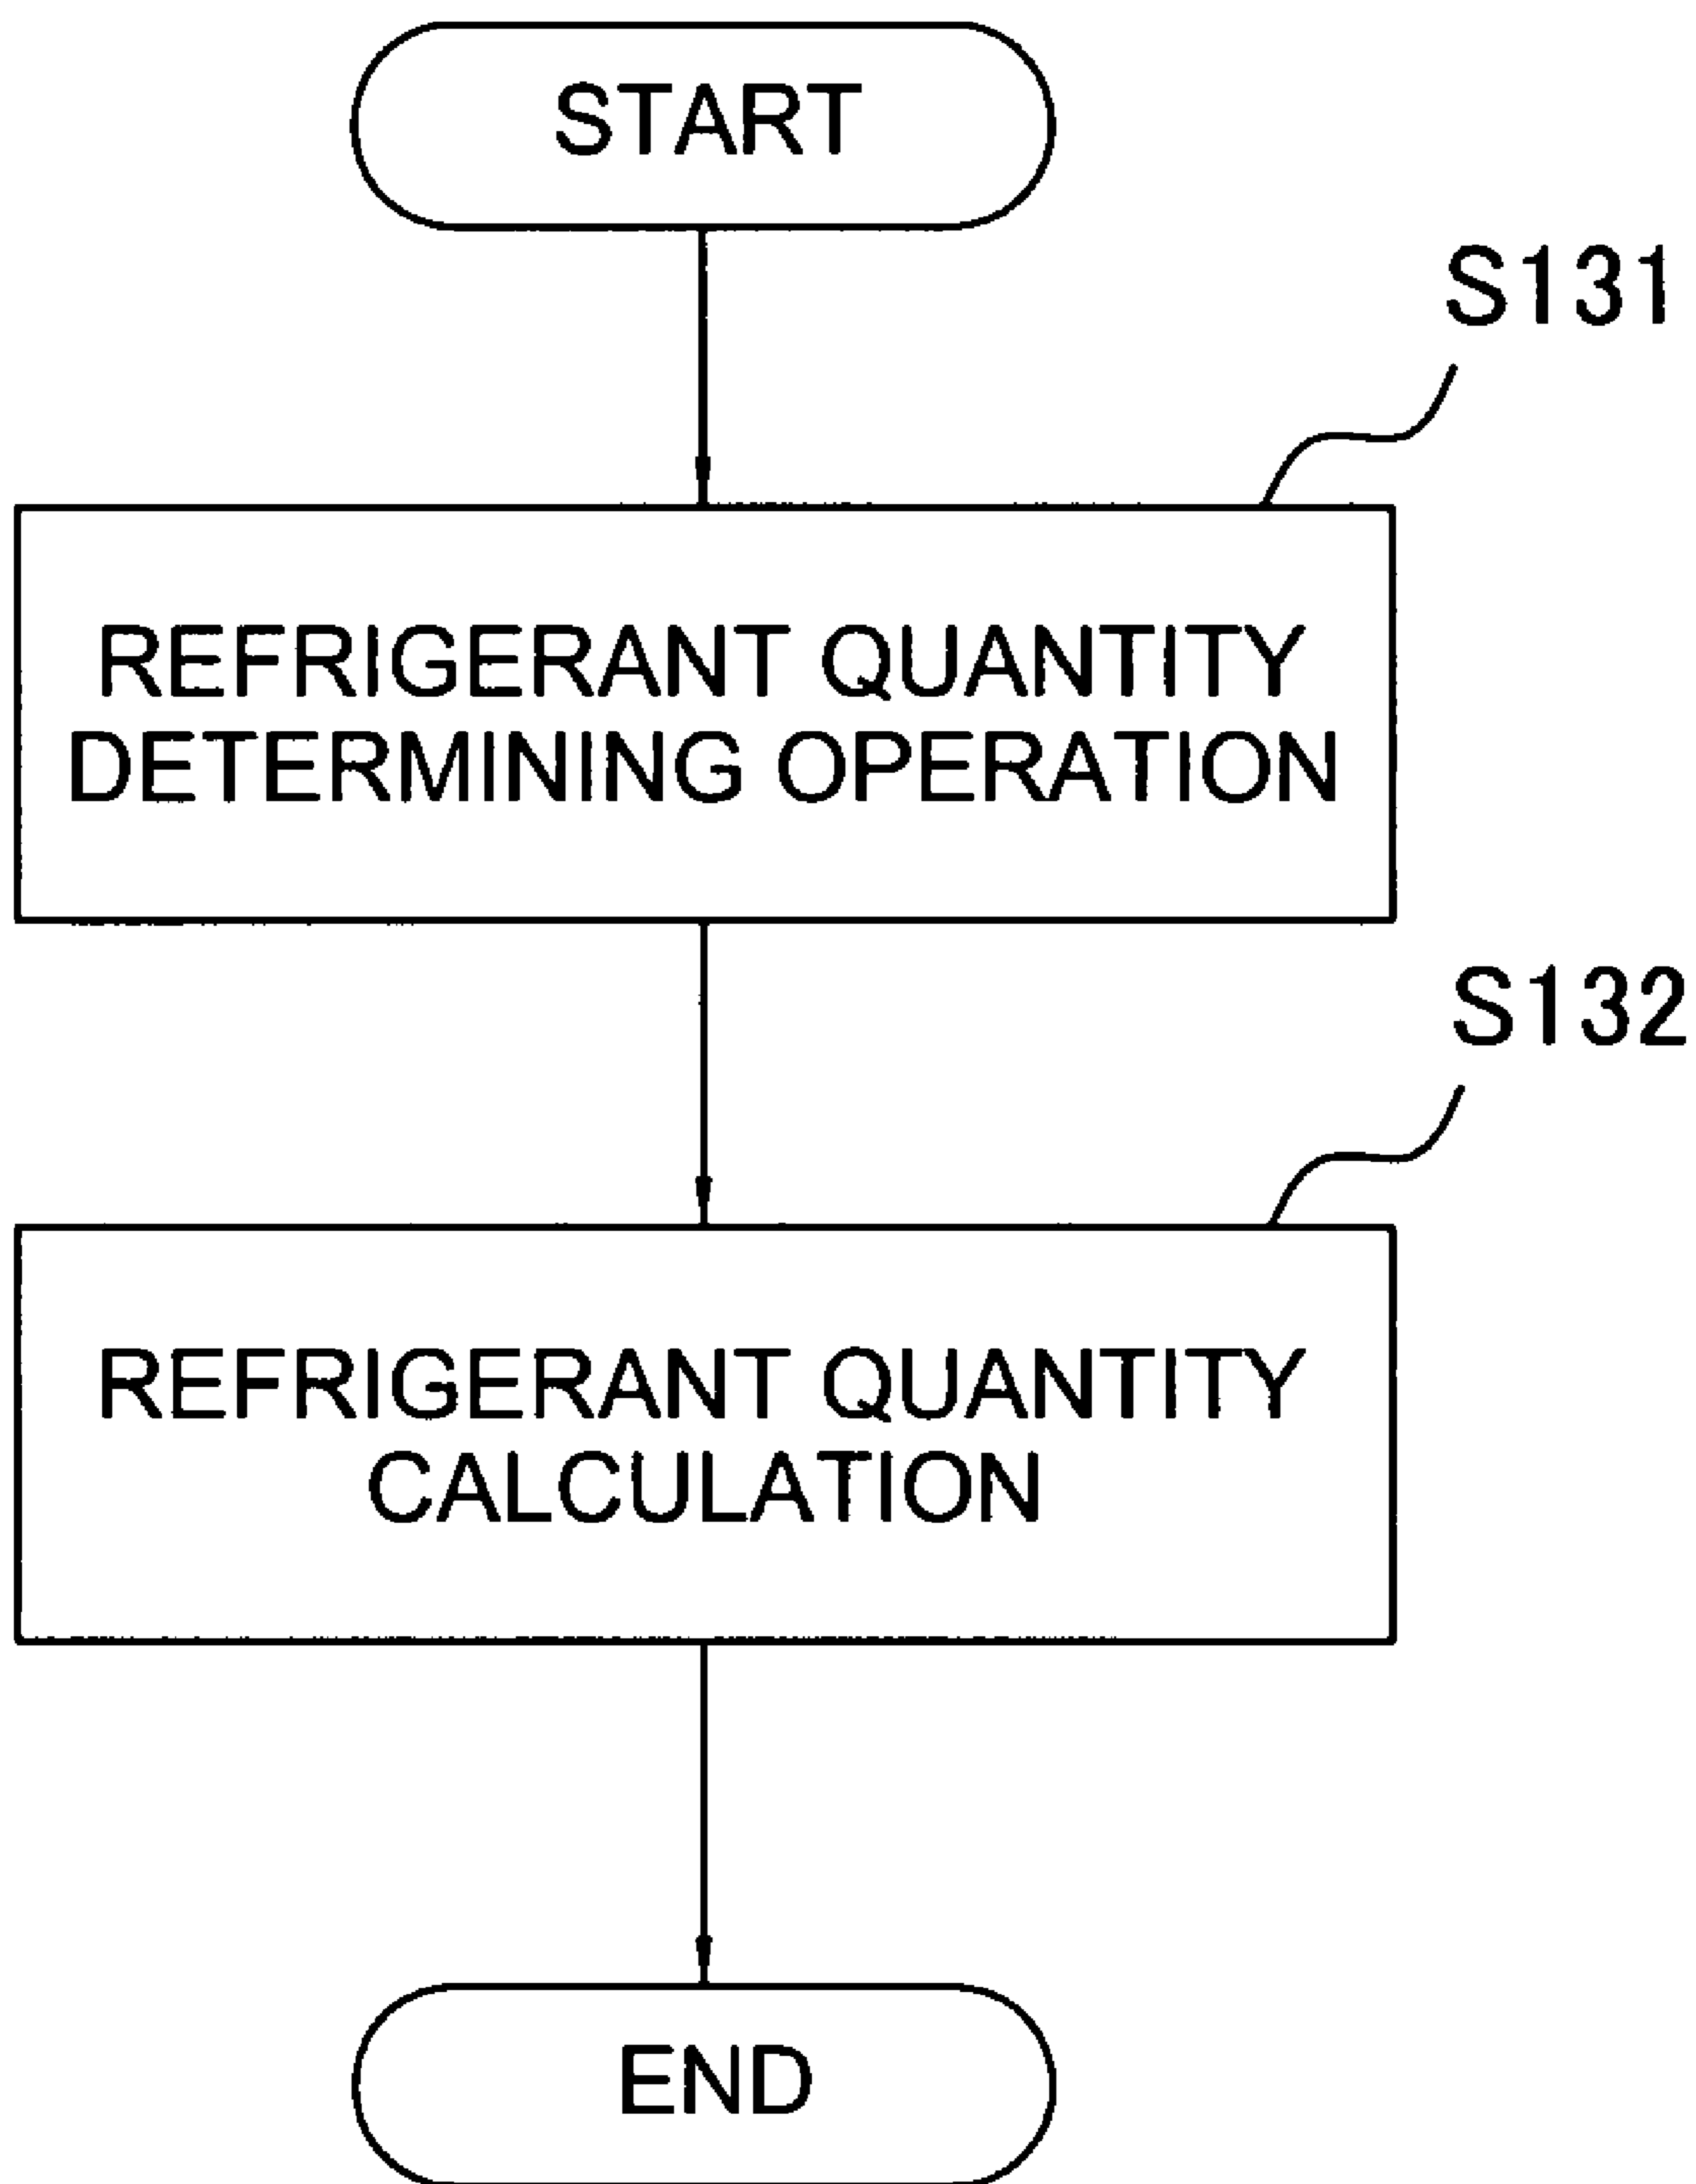 START
S131
REFRIGERANT QUANTITY
DETERMINING OPERATION
S132
REFRIGERANT QUANTITY
CALCULATION
END